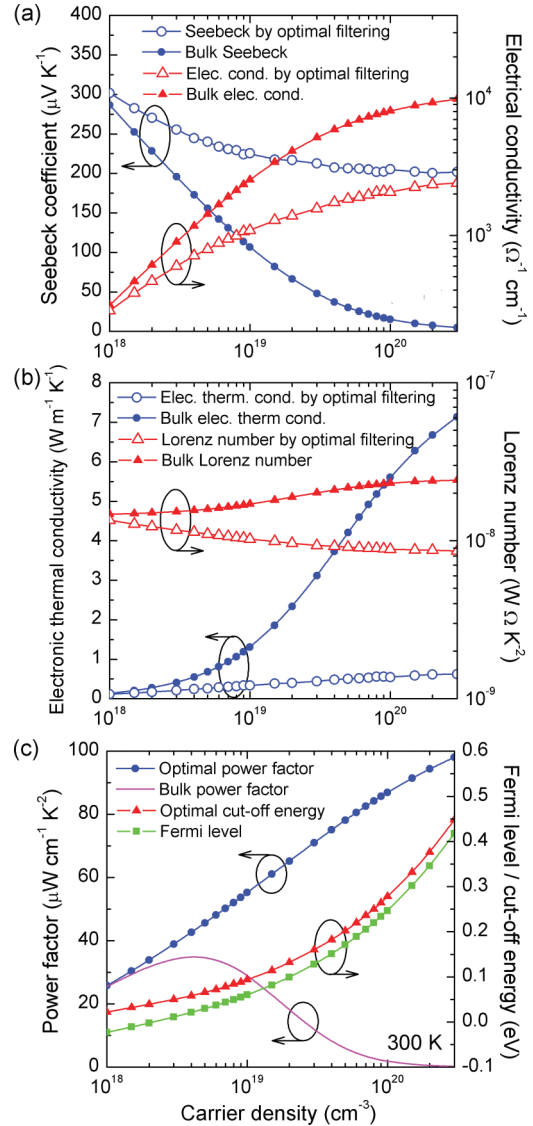 (a)
400
350
300
250
200
150
100
50
0
Seebeck coefficient (μV K⁻¹)
Seebeck by optimal filtering
Bulk Seebeck
Elec. cond. by optimal filtering
Bulk elec. cond.
10⁴
10³
Electrical conductivity (Ω⁻¹ cm⁻¹)
10¹⁸ 10¹⁹ 10²⁰
(b)
8
7
6
5
4
3
2
1
0
Electronic thermal conductivity (W m⁻¹ K⁻¹)
Elec. therm. cond. by optimal filtering
Bulk elec. therm cond.
Lorenz number by optimal filtering
Bulk Lorenz number
10⁻⁷
10⁻⁸
10⁻⁹
Lorenz number (W Ω K⁻²)
10¹⁸ 10¹⁹ 10²⁰
(c)
100
80
60
40
20
0
Power factor (μW cm⁻¹ K⁻²)
Optimal power factor
Bulk power factor
Optimal cut-off energy
Fermi level
0.6
0.5
0.4
0.3
0.2
0.1
0.0
-0.1
Fermi level / cut-off energy (eV)
300 K
10¹⁸ 10¹⁹ 10²⁰
Carrier density (cm⁻³)